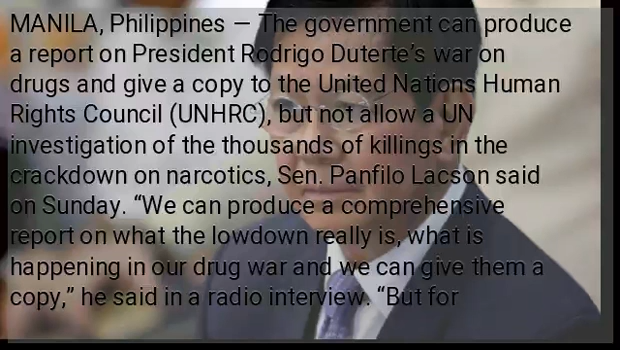 MANILA, Philippines — The government can produce
a report on President Rodrigo Duterte’s war on
drugs and give a copy to the United Nations Human
Rights Council (UNHRC), but not allow a UN
investigation of the thousands of killings in the
crackdown on narcotics, Sen. Panfilo Lacson said
on Sunday. “We can produce a comprehensive
report on what the lowdown really is, what is
happening in our drug war and we can give them a
copy,” he said in a radio interview. “But for